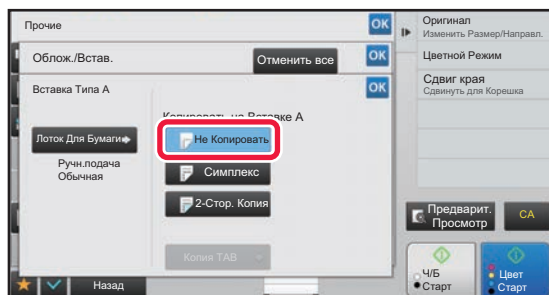 Прочие
OK
Облож./Встав.
Отменить все
OK
Вставка Типа А
OK
Копировать на Вставке А
Лоток Для Бумаги
Ручн.подача
Обычная
Не Копировать
Симплекс
2-Стор. Копия
Копия TAB
Назад
Оригинал
Изменить Размер/Направл.
Цветной Режим
Сдвиг края
Сдвинуть для Корешка
Предварит.
Просмотр
CA
Ч/Б
Старт
Цвет
Старт